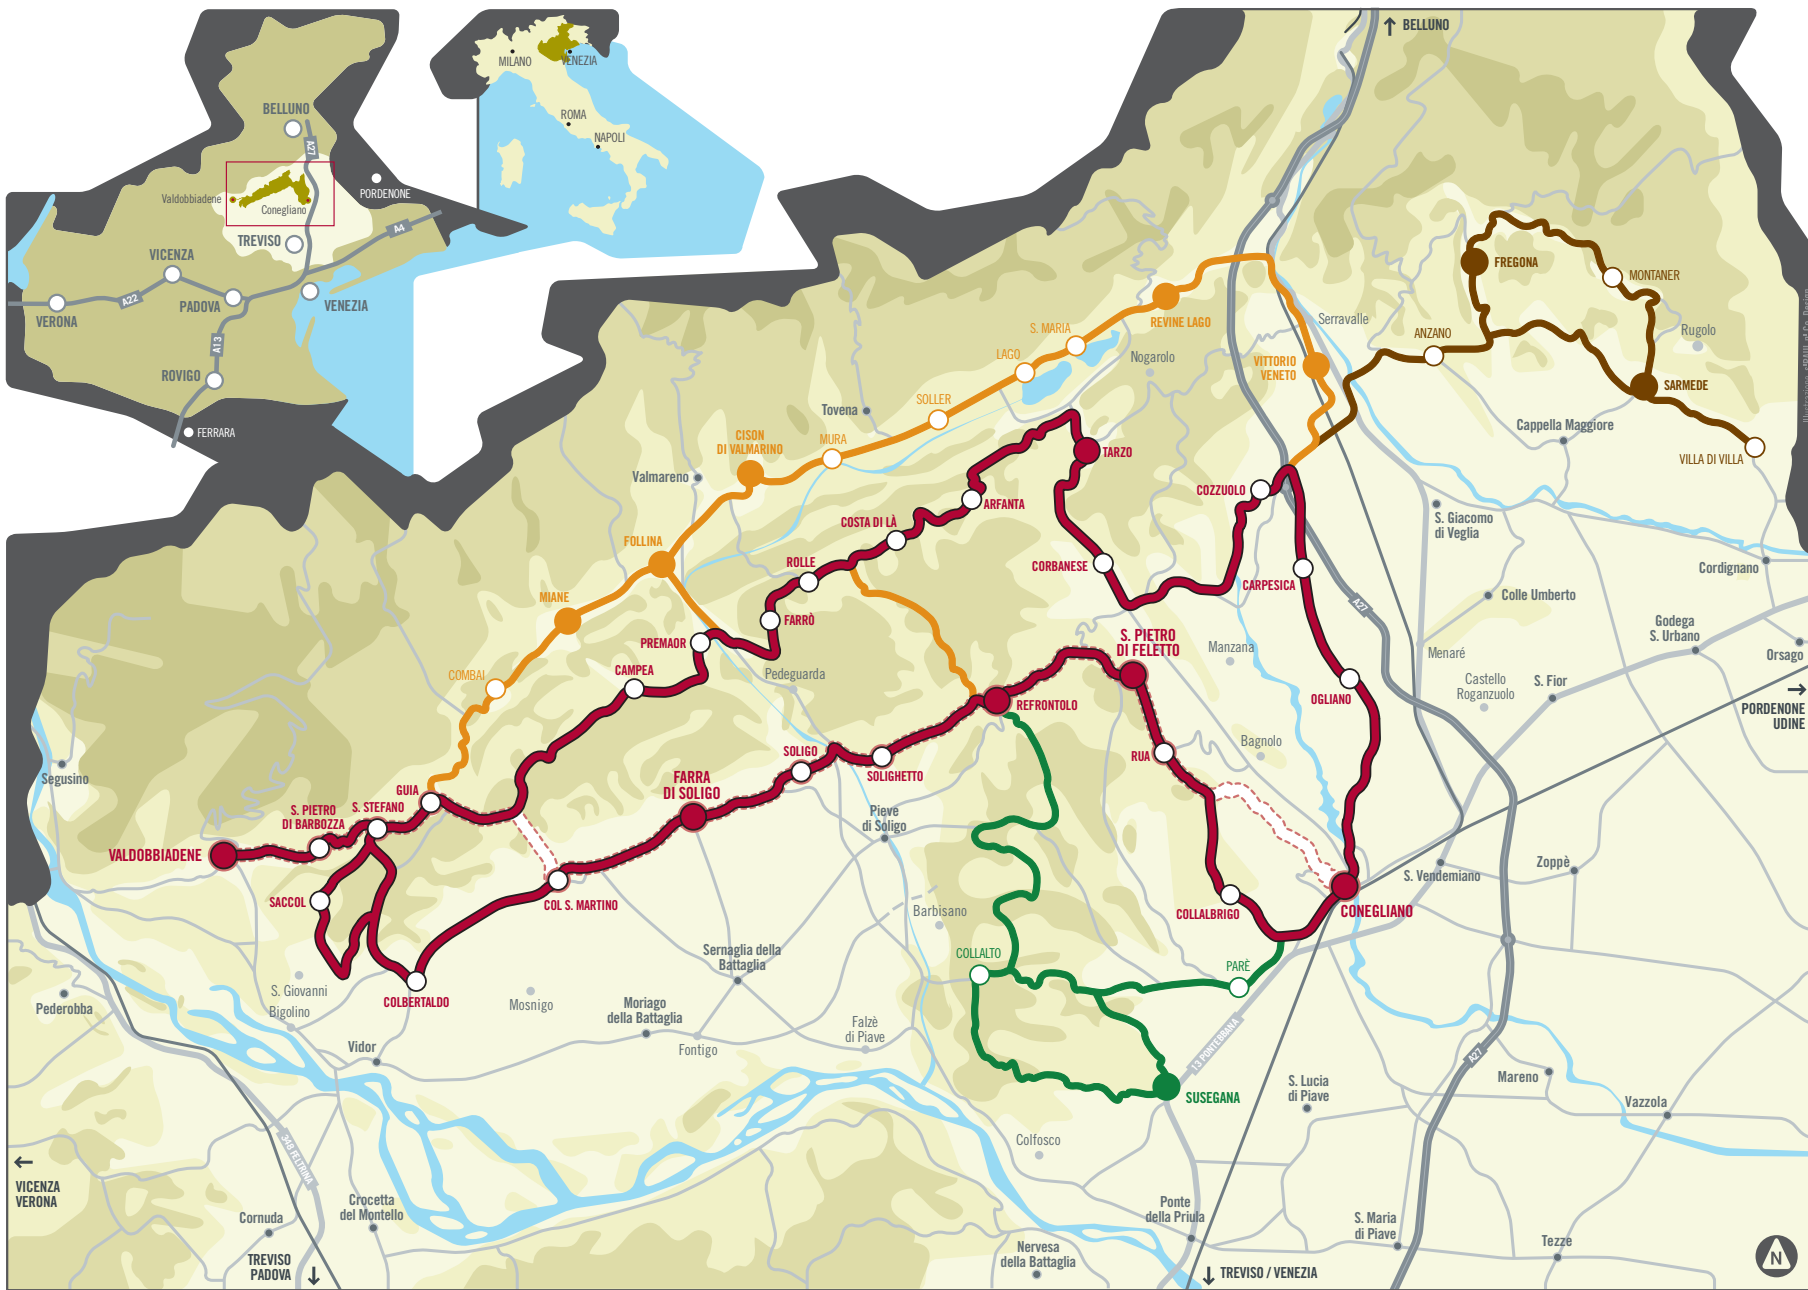 MILANO
VENEZIA
ROMA
NAPOLI
BELLUNO
A27
PORDENONE
Valdobbiadene
Conegliano
A4
TREVISO
VICENZA
A22
PADOVA
VENEZIA
VERONA
A13
ROVIGO
FERRARA
↑ BELLUNO
FREGONA
MONTANER
REVINE LAGO
Serravalle
S. MARIA
ANZANO
Rugolo
LAGO
Nogarolo
VITTORIO
VENETO
SARMEDE
SOLLER
Tovena
Cappella Maggiore
CISON
DI VALMARINO
MURA
TARZO
VILLA DI VILLA
Valmareno
COZZUOLO
ARFANTA
S. Giacomo
di Veglia
COSTA DI LÀ
FOLLINA
ROLLE
CORBANESE
Cordignano
CARPESICA
MIANE
A27
Colle Umberto
FARRÒ
Godega
S. Urbano
PREMAOR
S. PIETRO
DI FELETTO
Manzana
Menaré
Orsago
COMBAI
CAMPEA
Pedeguarda
Castello
Roganzuolo
S. Fior
→
PORDENONE
UDINE
REFRONTOLO
OGLIANO
Bagnolo
SOLIGO
RUA
SOLIGHETTO
Segusino
FARRA
DI SOLIGO
GUIA
S. STEFANO
S. PIETRO
DI BARBOZZA
Pieve
di Soligo
VALDOBBIADENE
Zoppè
S. Vendemiano
SACCOL
COL S. MARTINO
Barbisano
COLLALBRIGO
CONEGLIANO
Sernaglia della
Battaglia
COLLALTO
PARÈ
S. Giovanni
COLBERTALDO
Mosnigo
Pederobba
Bigolino
Moriago
della Battaglia
Falzè
di Piave
13 PONTEBBANA
Vidor
Fontigo
A27
Mareno
SUSEGANA
S. Lucia
di Piave
Vazzola
Colfosco
348 FELTRINA
←
VICENZA
VERONA
Crocetta
del Montello
Cornuda
Ponte
della Priula
S. Maria
di Piave
Tezze
TREVISO
PADOVA ↓
Nervesa
della Battaglia
↓ TREVISO / VENEZIA
N